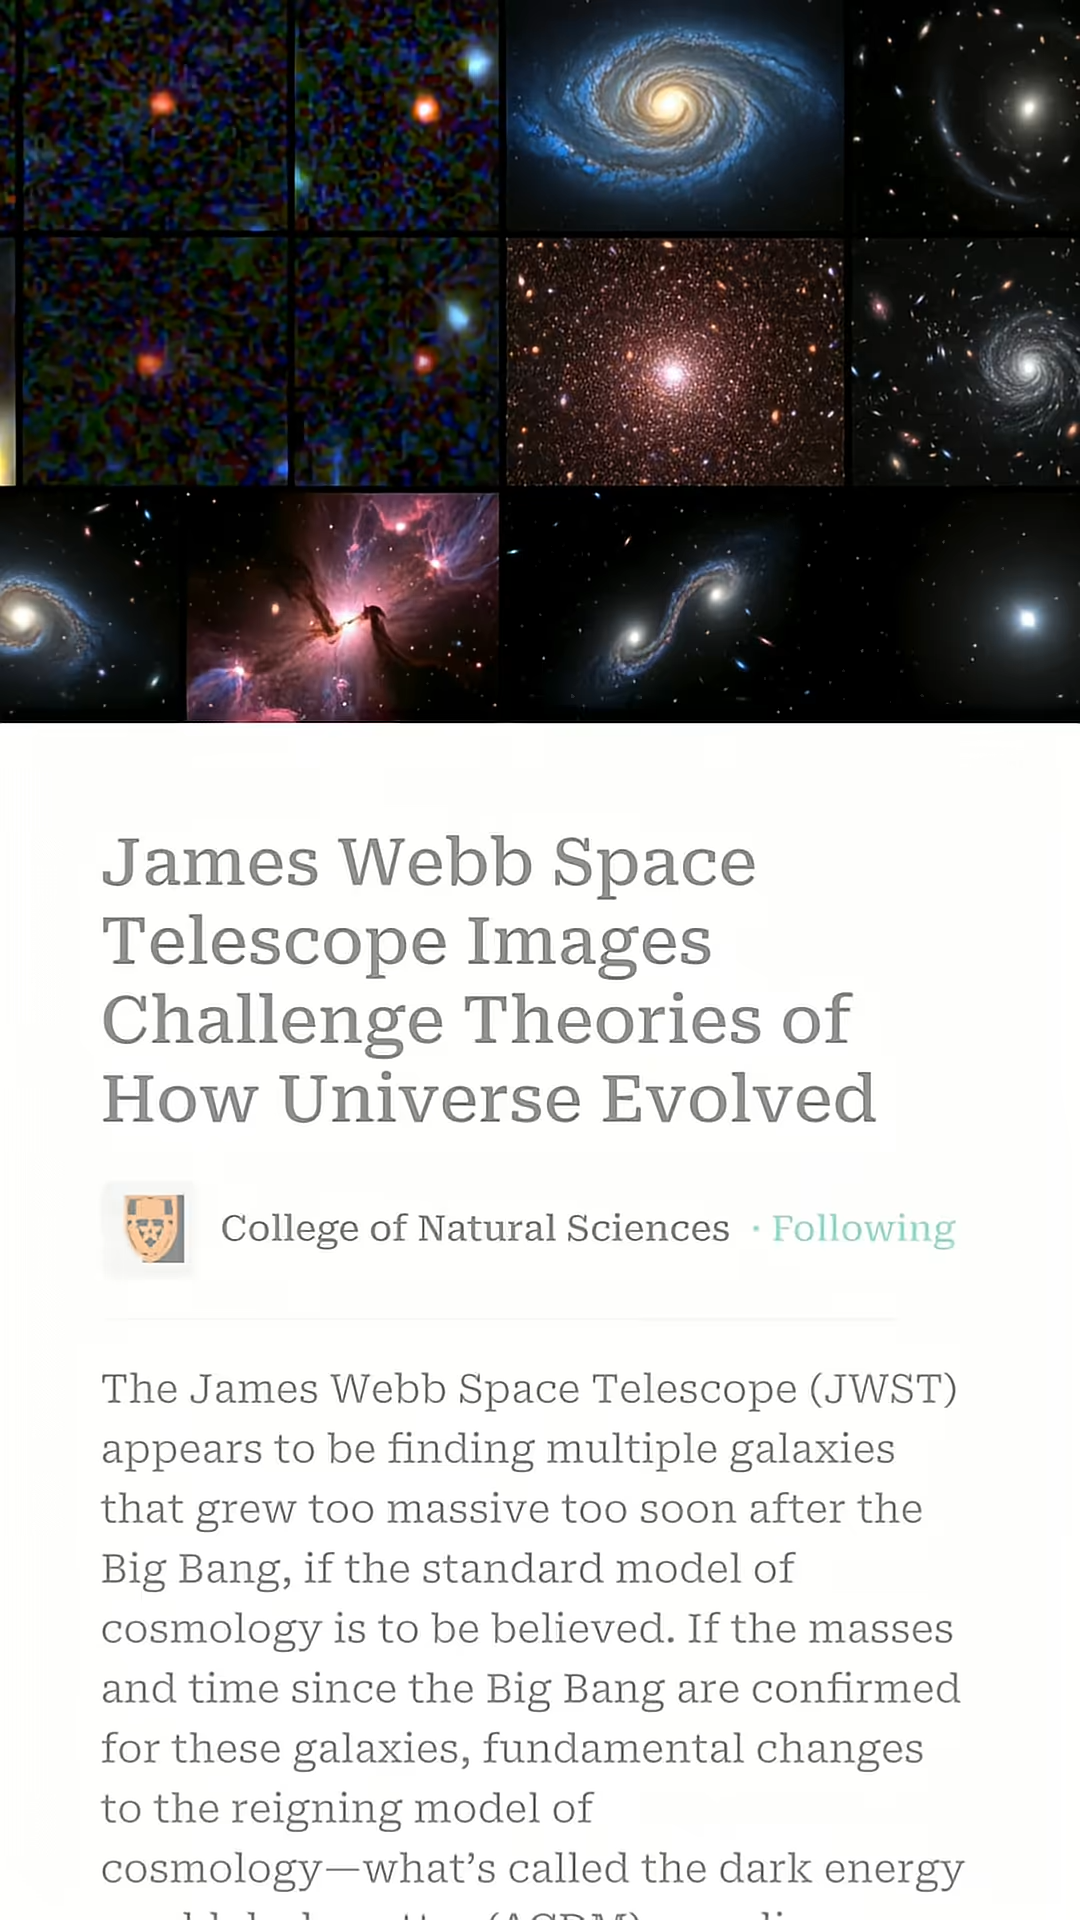 James Webb Space
Telescope Images
Challenge Theories of
How Universe Evolved
College of Natural Sciences · Following
The James Webb Space Telescope (JWST)
appears to be finding multiple galaxies
that grew too massive too soon after the
Big Bang, if the standard model of
cosmology is to be believed. If the masses
and time since the Big Bang are confirmed
for these galaxies, fundamental changes
to the reigning model of
cosmology—what’s called the dark energy